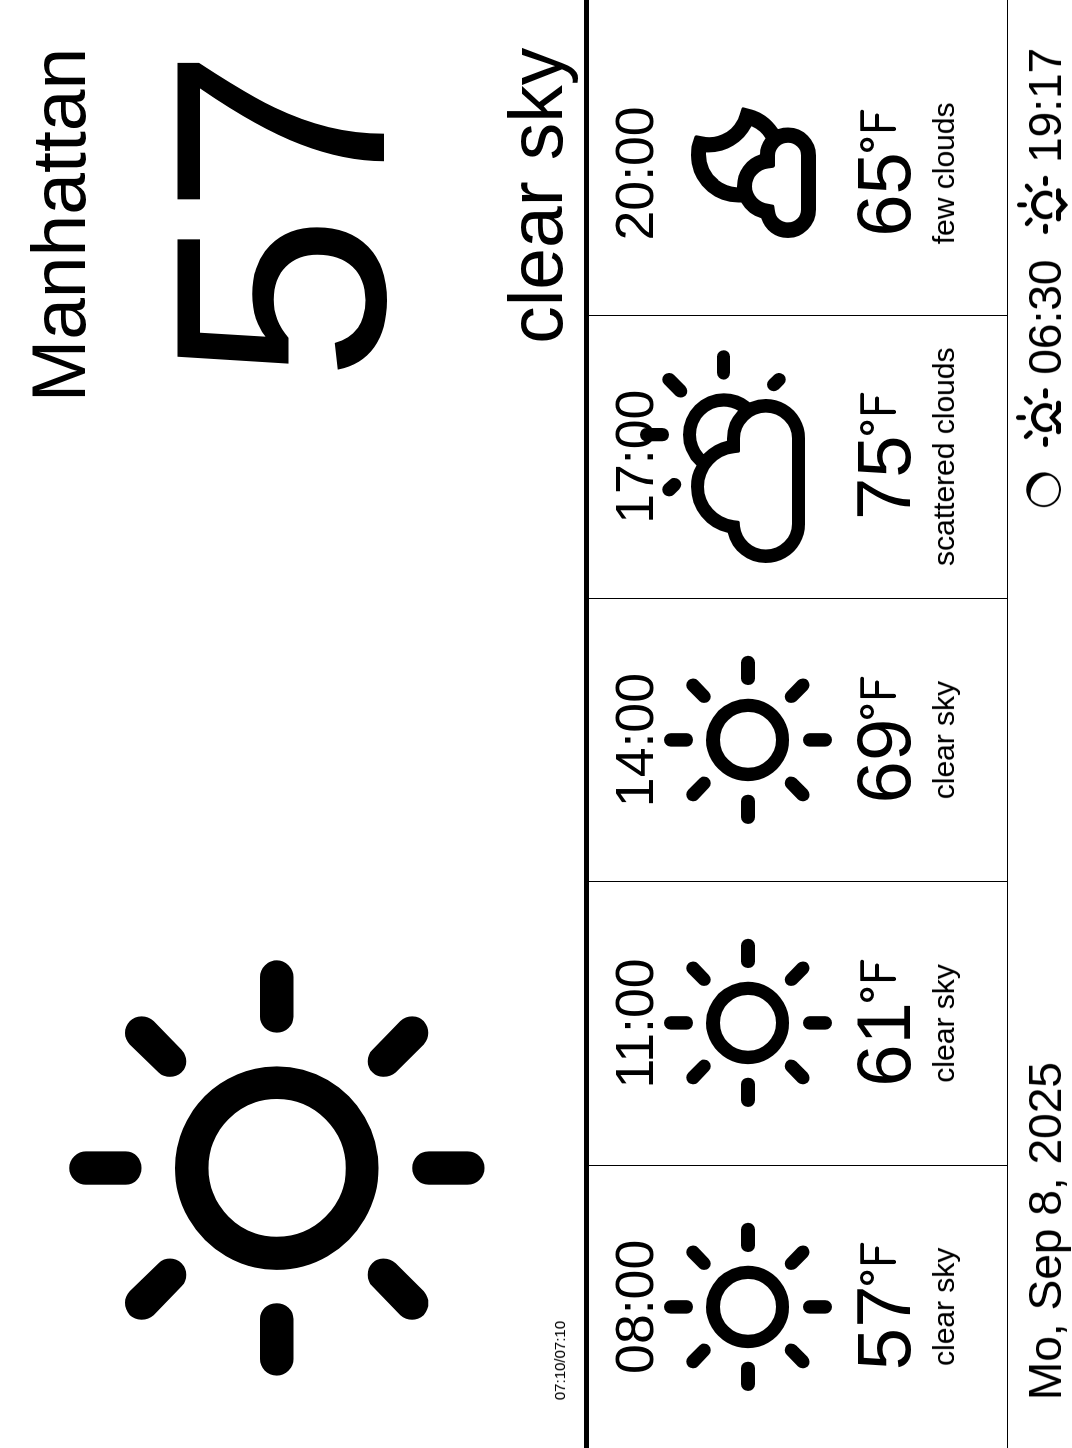 Manhattan
57
clear sky
07:10/07:10
08:00 11:00 14:00 17:00 20:00
57°F 61°F 69°F 75°F 65°F
clear sky clear sky clear sky scattered clouds few clouds
Mo, Sep 8, 2025 06:30 19:17